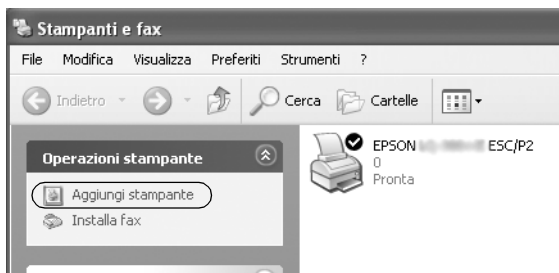 Stampanti e fax
File Modifica Visualizza Preferiti Strumenti ?
Indietro Cerca Cartelle
Operazioni stampante
Aggiungi stampante
Installa fax
EPSON ESC/P2
0
Pronta